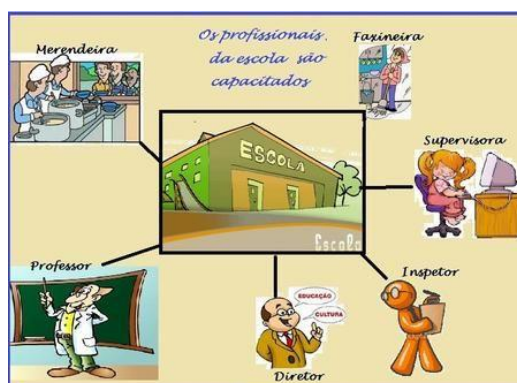 Os profissionais,
da escola são
capacitados
Merendeira
Faxineira
ESCOLA
Supervisora
Escola
Professor
EDUCAÇÃO
CULTURA
Inspetor
Diretor